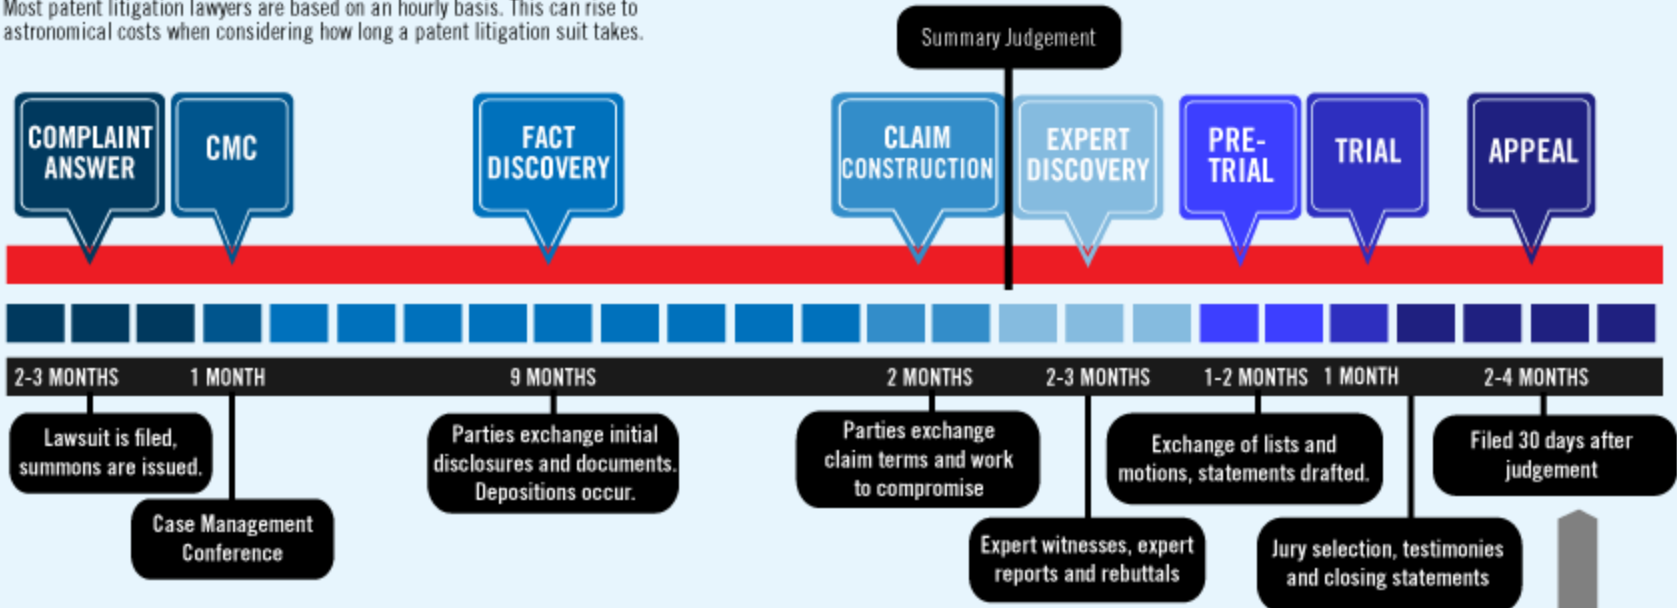 Most patent litigation lawyers are based on an hourly basis. This can rise to
astronomical costs when considering how long a patent litigation suit takes.
Summary Judgement
COMPLAINT
ANSWER
CMC
FACT
DISCOVERY
CLAIM
CONSTRUCTION
EXPERT
DISCOVERY
PRE-
TRIAL
TRIAL
APPEAL
2-3 MONTHS
1 MONTH
9 MONTHS
2 MONTHS
2-3 MONTHS
1-2 MONTHS
1 MONTH
2-4 MONTHS
Lawsuit is filed,
summons are issued.
Case Management
Conference
Parties exchange initial
disclosures and documents.
Depositions occur.
Parties exchange
claim terms and work
to compromise
Expert witnesses, expert
reports and rebuttals
Exchange of lists and
motions, statements drafted.
Jury selection, testimonies
and closing statements
Filed 30 days after
judgement